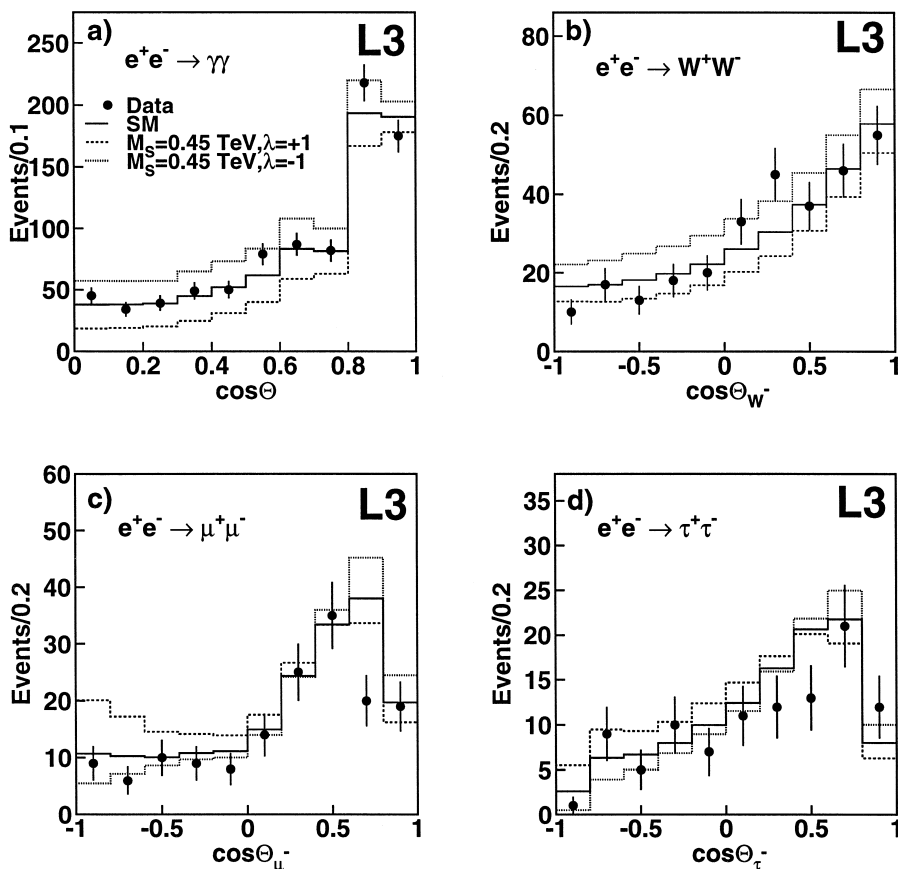 a)
L3
e⁺e⁻ → γγ
Data
SM
Mₛ=0.45 TeV,λ=+1
Mₛ=0.45 TeV,λ=-1
Events/0.1
250
200
150
100
50
0
0 0.2 0.4 0.6 0.8 1
cosΘ
b)
L3
e⁺e⁻ → W⁺W⁻
Events/0.2
80
60
40
20
0
-1 -0.5 0 0.5 1
cosΘ_W⁻
c)
L3
e⁺e⁻ → μ⁺μ⁻
Events/0.2
60
50
40
30
20
10
0
-1 -0.5 0 0.5 1
cosΘ_μ⁻
d)
L3
e⁺e⁻ → τ⁺τ⁻
Events/0.2
35
30
25
20
15
10
5
0
-1 -0.5 0 0.5 1
cosΘ_τ⁻